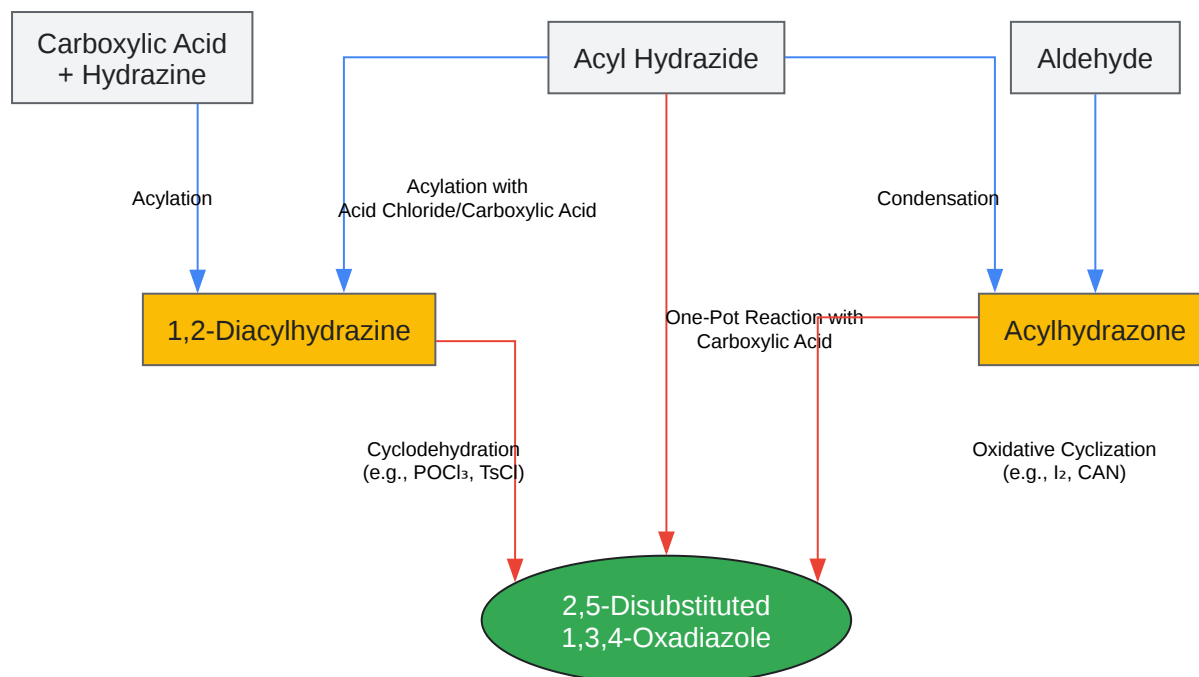 Carboxylic Acid
+ Hydrazine
Acyl Hydrazide
Aldehyde
Acylation
Acylation with
Acid Chloride/Carboxylic Acid
Condensation
1,2-Diacylhydrazine
One-Pot Reaction with
Carboxylic Acid
Acylhydrazone
Cyclodehydration
(e.g., POCl₃, TsCl)
Oxidative Cyclization
(e.g., I₂, CAN)
2,5-Disubstituted
1,3,4-Oxadiazole